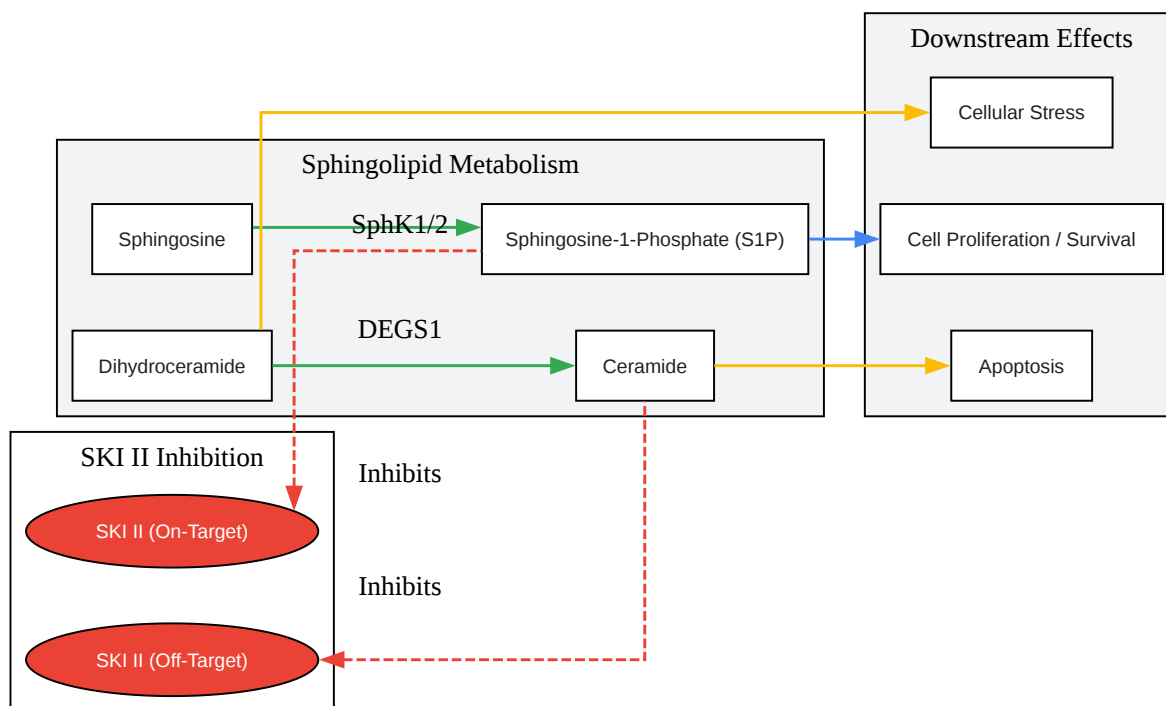 Downstream Effects
Cellular Stress
Sphingolipid Metabolism
Sphingosine
SphK1/2
Sphingosine-1-Phosphate (S1P)
Cell Proliferation / Survival
DEGS1
Dihydroceramide
Ceramide
Apoptosis
SKI II Inhibition
Inhibits
SKI II (On-Target)
Inhibits
SKI II (Off-Target)